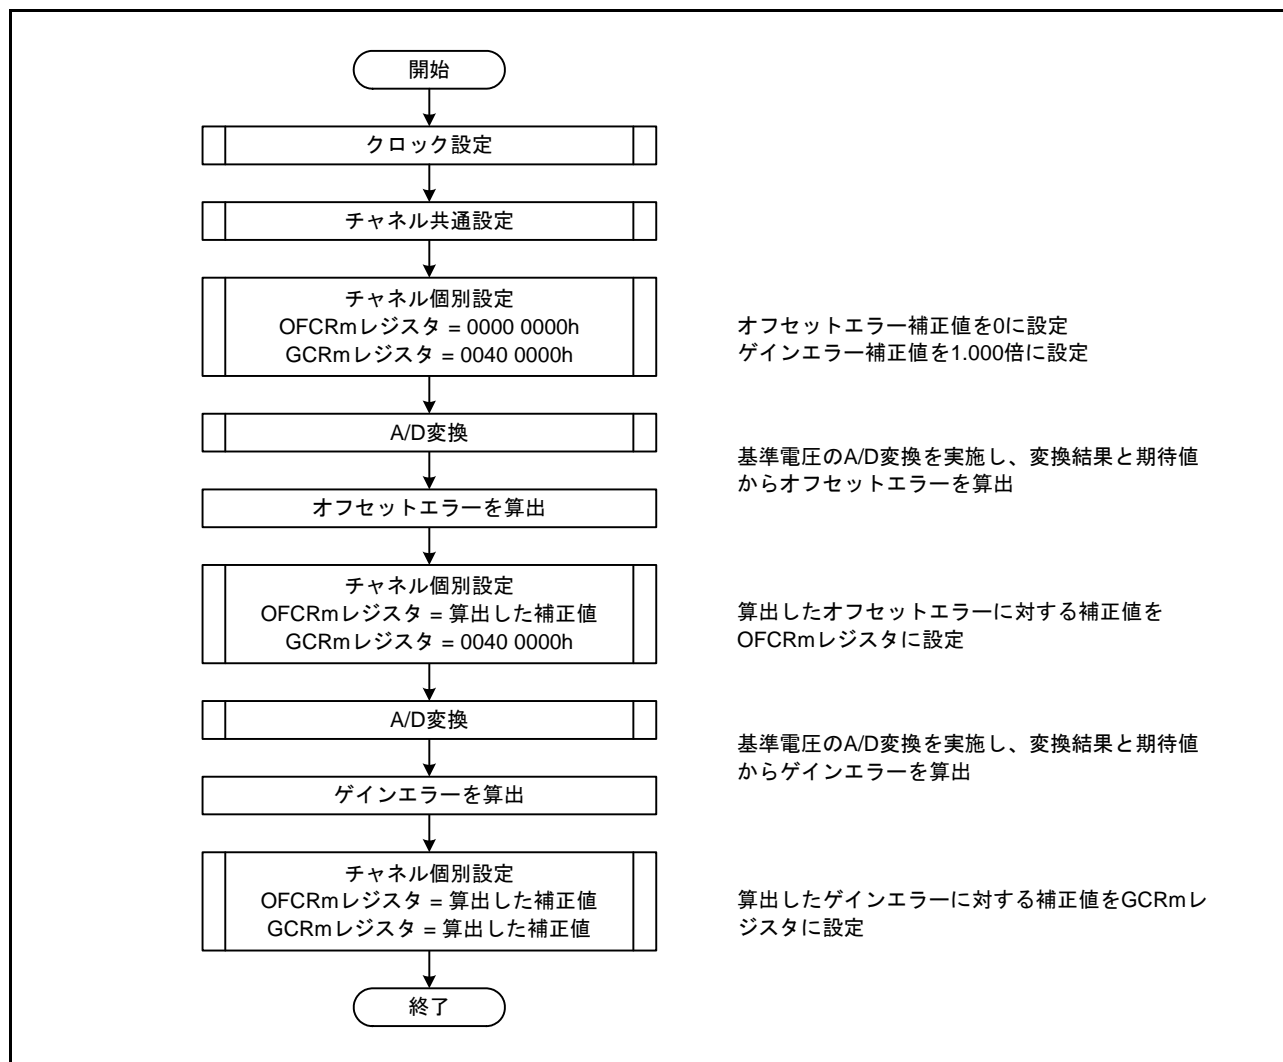 開始
クロック設定
チャネル共通設定
チャネル個別設定
OFCRmレジスタ = 0000 0000h
GCRmレジスタ = 0040 0000h
オフセットエラー補正値を0に設定
ゲインエラー補正値を1.000倍に設定
A/D変換
基準電圧のA/D変換を実施し、変換結果と期待値
からオフセットエラーを算出
オフセットエラーを算出
チャネル個別設定
OFCRmレジスタ = 算出した補正値
GCRmレジスタ = 0040 0000h
算出したオフセットエラーに対する補正値を
OFCRmレジスタに設定
A/D変換
基準電圧のA/D変換を実施し、変換結果と期待値
からゲインエラーを算出
ゲインエラーを算出
チャネル個別設定
OFCRmレジスタ = 算出した補正値
GCRmレジスタ = 算出した補正値
算出したゲインエラーに対する補正値をGCRmレ
ジスタに設定
終了